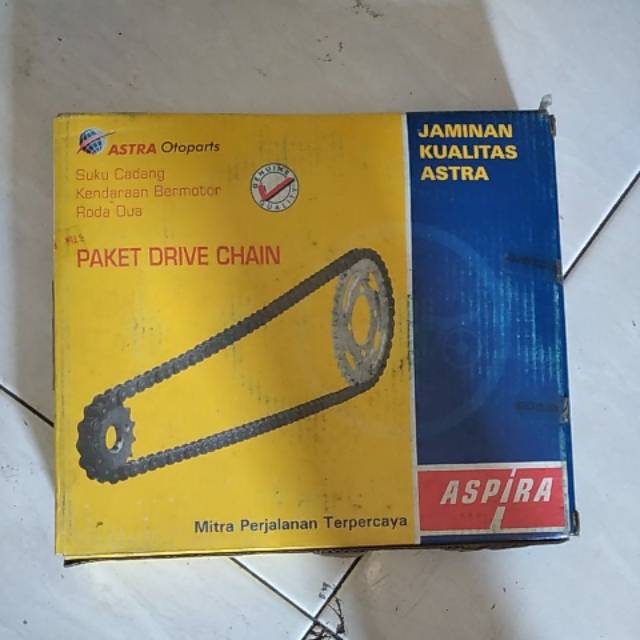 ASTRA Otoparts
Suku Cadang
Kendaraan Bermotor
Roda Dua
GENUINE
QUALITY
PAKET DRIVE CHAIN
Mitra Perjalanan Terpercaya
JAMINAN
KUALITAS
ASTRA
ASPIRA